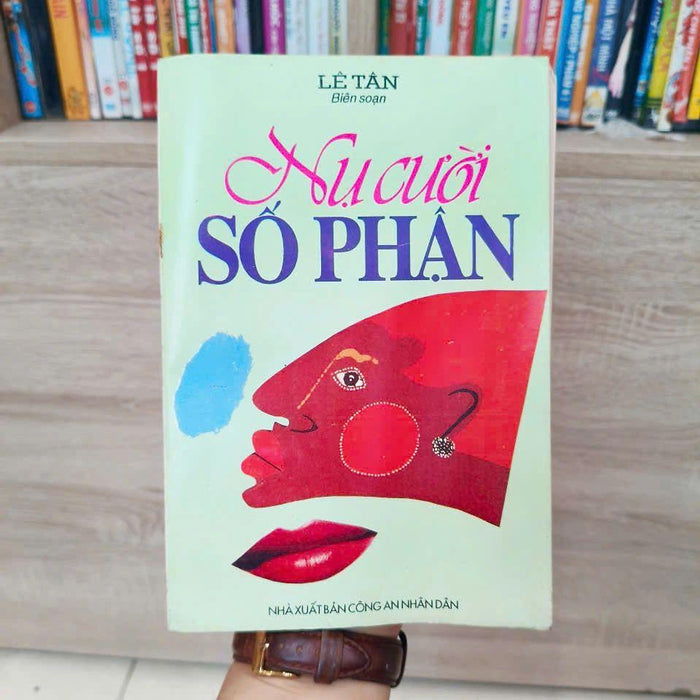 LÊ TÂN
Biên soạn
Nụ cười
SỐ PHẬN
NHÀ XUẤT BẢN CÔNG AN NHÂN DÂN